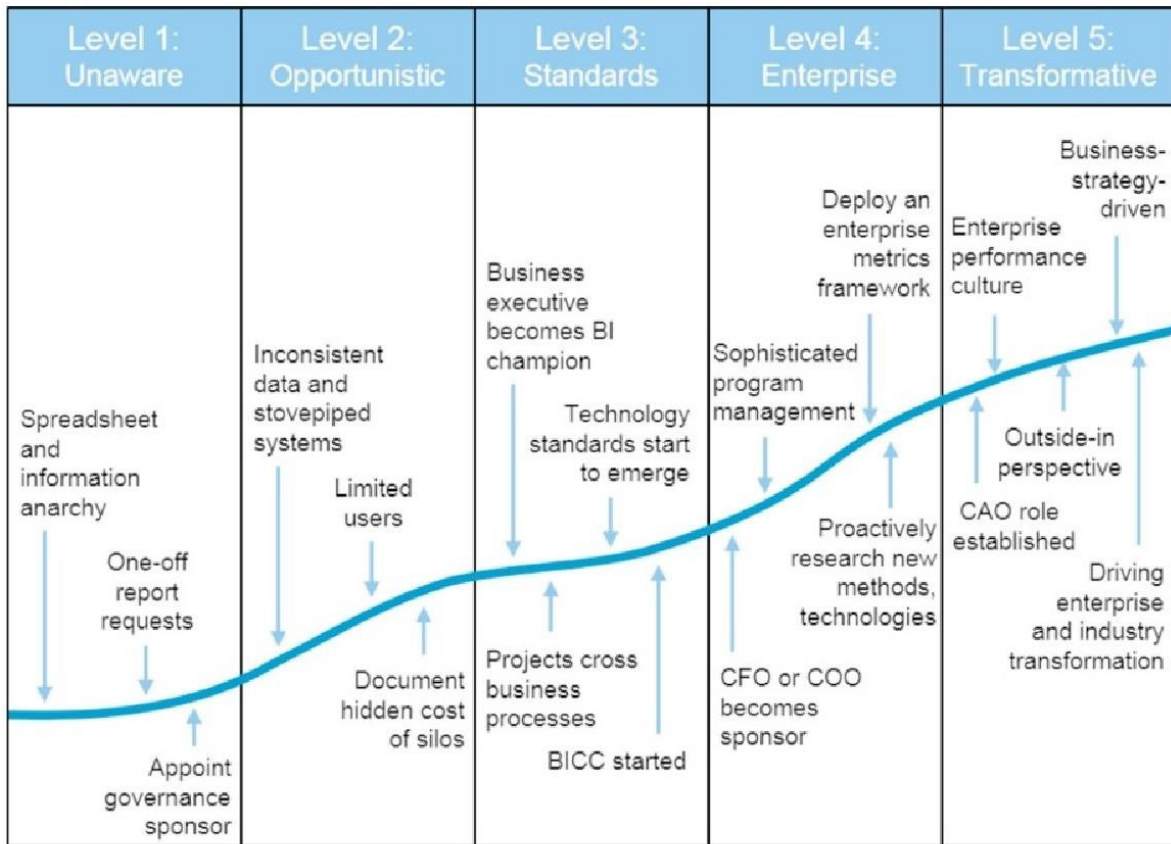 Level 1:
Unaware
Level 2:
Opportunistic
Level 3:
Standards
Level 4:
Enterprise
Level 5:
Transformative
Spreadsheet
and
information
anarchy
One-off
report
requests
Appoint
governance
sponsor
Inconsistent
data and
stovepiped
systems
Limited
users
Document
hidden cost
of silos
Business
executive
becomes BI
champion
Technology
standards start
to emerge
Projects cross
business
processes
BICC started
Deploy an
enterprise
metrics
framework
Sophisticated
program
management
Proactively
research new
methods,
technologies
CFO or COO
becomes
sponsor
Business-
strategy-
driven
Enterprise
performance
culture
Outside-in
perspective
CAO role
established
Driving
enterprise
and industry
transformation